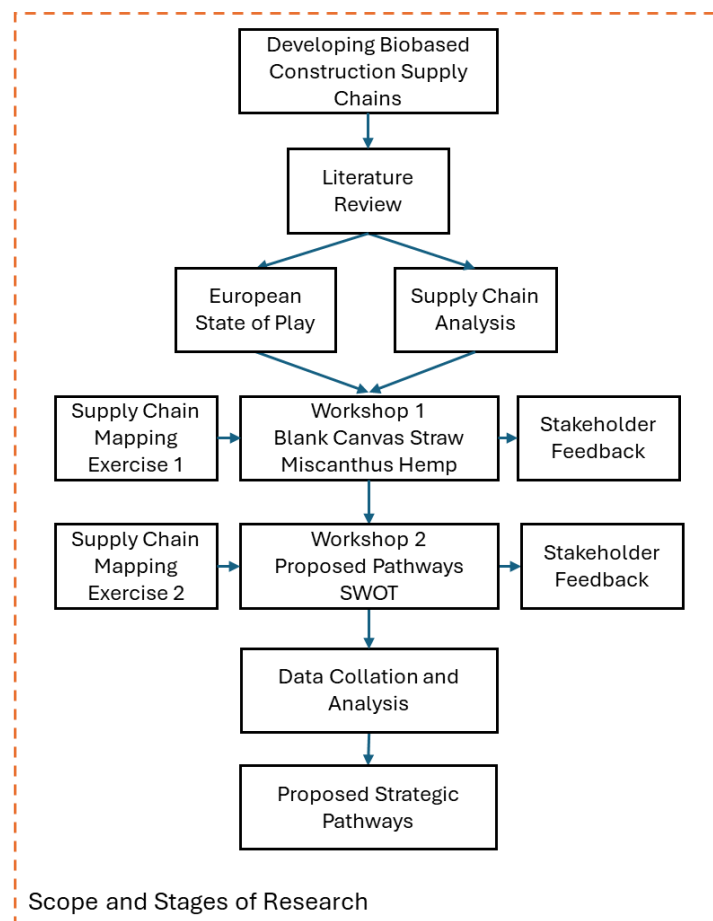 Developing Biobased
Construction Supply
Chains
Literature
Review
European
State of Play
Supply Chain
Analysis
Supply Chain
Mapping
Exercise 1
Workshop 1
Blank Canvas Straw
Miscanthus Hemp
Stakeholder
Feedback
Supply Chain
Mapping
Exercise 2
Workshop 2
Proposed Pathways
SWOT
Stakeholder
Feedback
Data Collation and
Analysis
Proposed Strategic
Pathways
Scope and Stages of Research